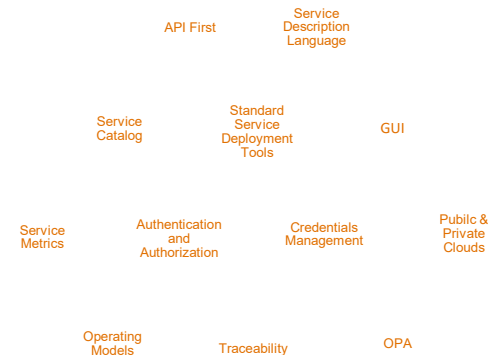 API First
Service
Description
Language
Service
Catalog
Standard
Service
Deployment
Tools
GUI
Service
Metrics
Authentication
and
Authorization
Credentials
Management
Pubilc &
Private
Clouds
Operating
Models
Traceability
OPA